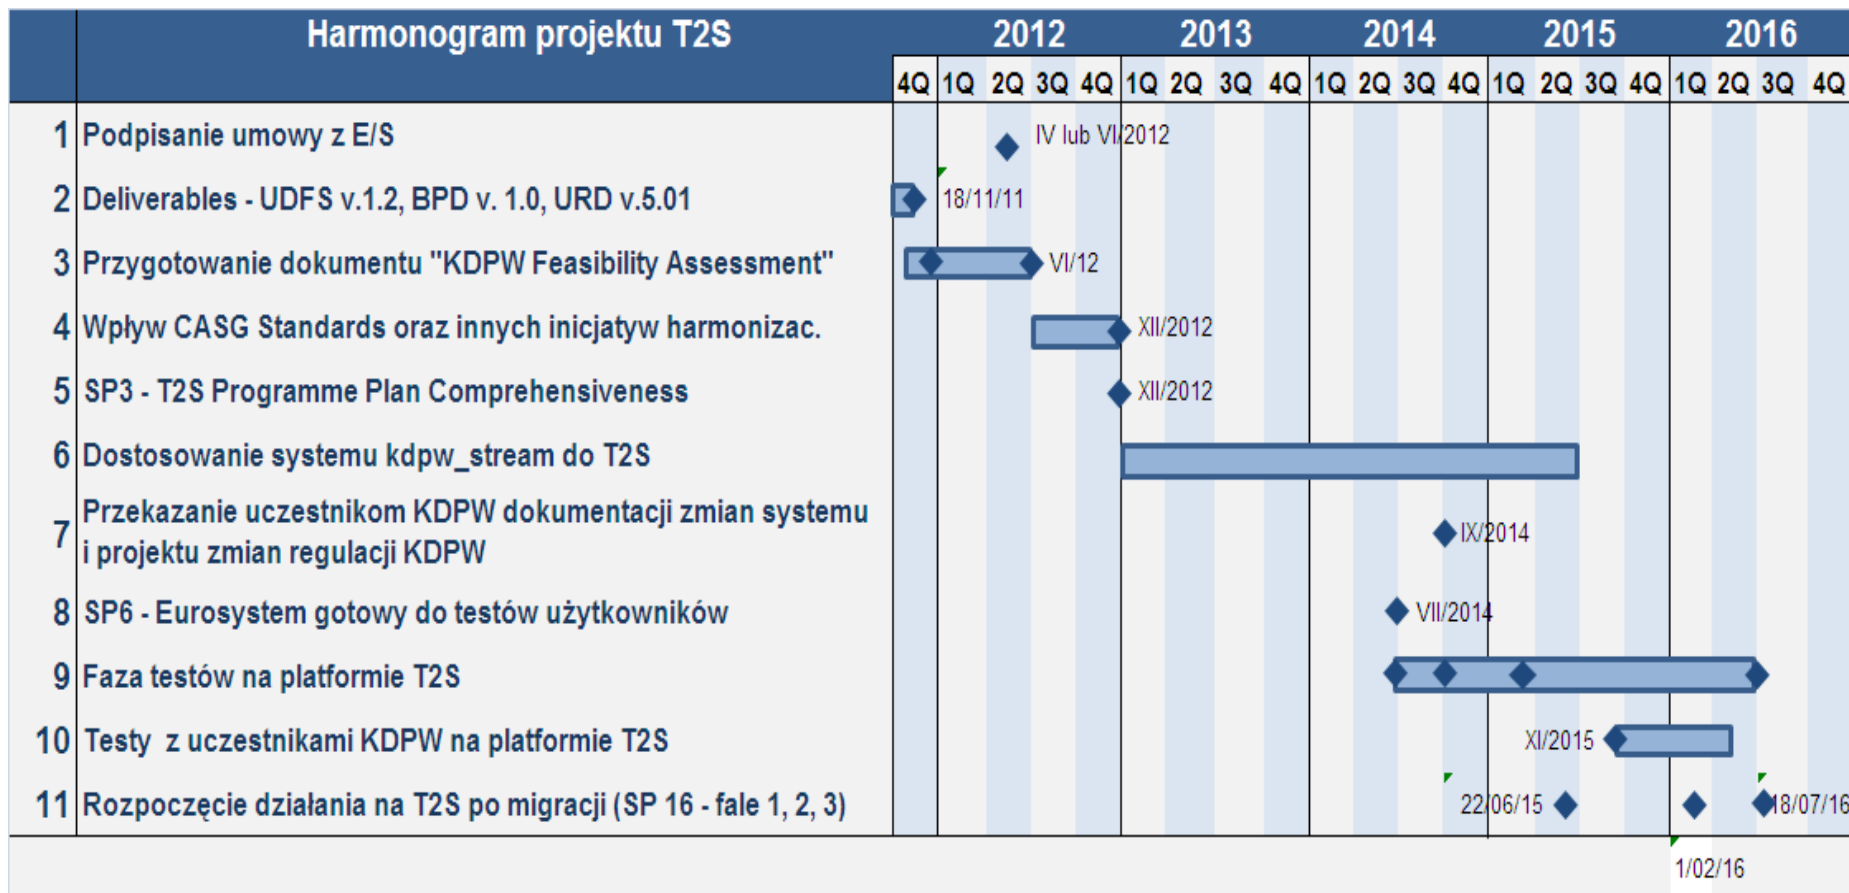 Harmonogram projektu T2S 2012 2013 2014 2015 2016
4Q 1Q 2Q 3Q 4Q 1Q 2Q 3Q 4Q 1Q 2Q 3Q 4Q 1Q 2Q 3Q 4Q 1Q 2Q 3Q 4Q
1 Podpisanie umowy z E/S IV lub VI/2012
2 Deliverables - UDFS v.1.2, BPD v. 1.0, URD v.5.01 18/11/11
3 Przygotowanie dokumentu "KDPW Feasibility Assessment" VI/12
4 Wpływ CASG Standards oraz innych inicjatyw harmonizac. XII/2012
5 SP3 - T2S Programme Plan Comprehensiveness XII/2012
6 Dostosowanie systemu kdpw_stream do T2S
7 Przekazanie uczestnikom KDPW dokumentacji zmian systemu
i projektu zmian regulacji KDPW IX/2014
8 SP6 - Eurosystem gotowy do testów użytkowników VII/2014
9 Faza testów na platformie T2S
10 Testy z uczestnikami KDPW na platformie T2S XI/2015
11 Rozpoczęcie działania na T2S po migracji (SP 16 - fale 1, 2, 3) 22/06/15 18/07/16
1/02/16